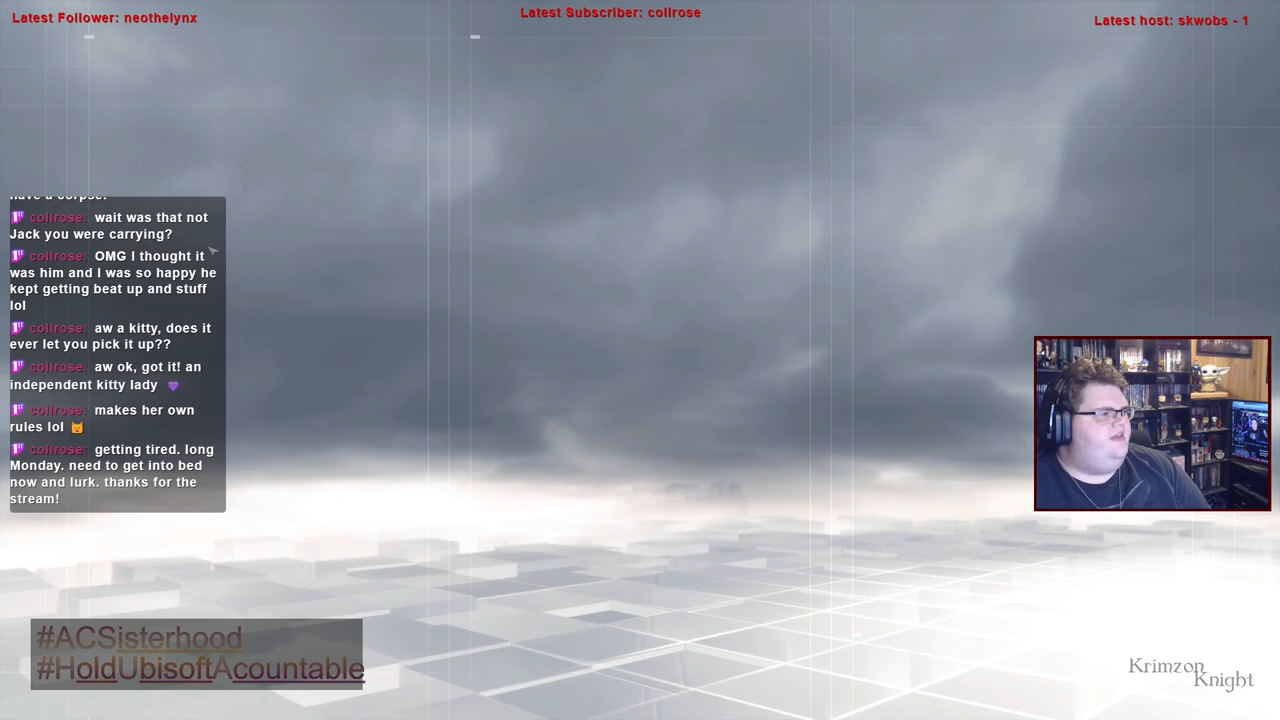 Latest Follower: neothelynx
Latest Subscriber: collrose
Latest host: skwobs - 1
have a corpse.
collrose: wait was that not
Jack you were carrying?
collrose: OMG I thought it
was him and I was so happy he
kept getting beat up and stuff
lol
collrose: aw a kitty, does it
ever let you pick it up??
collrose: aw ok, got it! an
independent kitty lady
collrose: makes her own
rules lol
collrose: getting tired. long
Monday. need to get into bed
now and lurk. thanks for the
stream!
#ACSisterhood
#HoldUbisoftAcountable
Krimzon
Knight